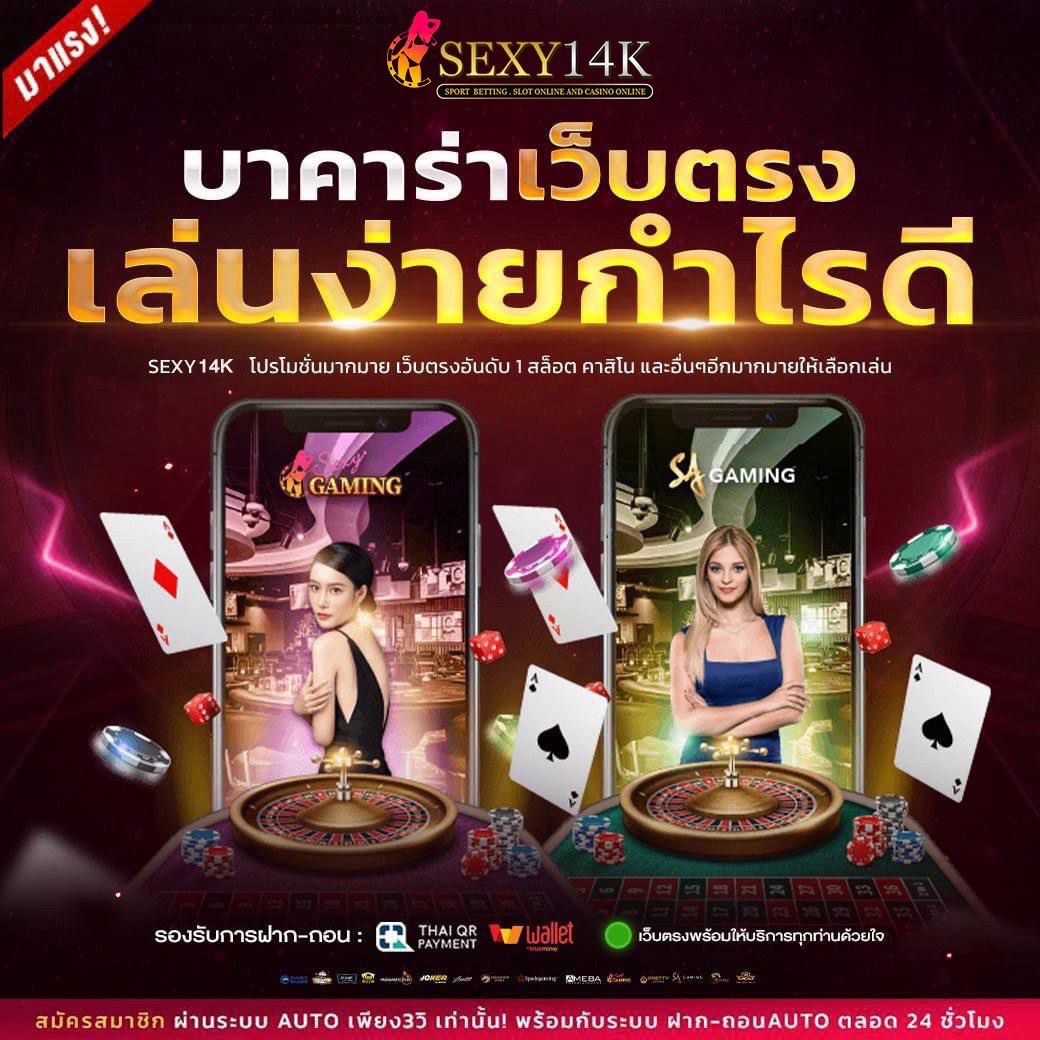 มาแรง!
SEXY14K
SPORT BETTING . SLOT ONLINE AND CASINO ONLINE
บาคาร่าเว็บตรง
เล่นง่ายกำไรดี
SEXY14K โปรโมชั่นมากมาย เว็บตรงอันดับ 1 สล็อต คาสิโน และอื่นๆอีกมากมายให้เลือกเล่น
Sexy GAMING
SA GAMING
รองรับการฝาก-ถอน : THAI QR PAYMENT wallet เว็บตรงพร้อมให้บริการทุกท่านด้วยใจ
JOKER Spadegaming AMEBA GAMING PRETTY SA GAMING
สมัครสมาชิก ผ่านระบบ AUTO เพียง3วิ เท่านั้น! พร้อมกับระบบ ฝาก-ถอนAUTO ตลอด 24 ชั่วโมง